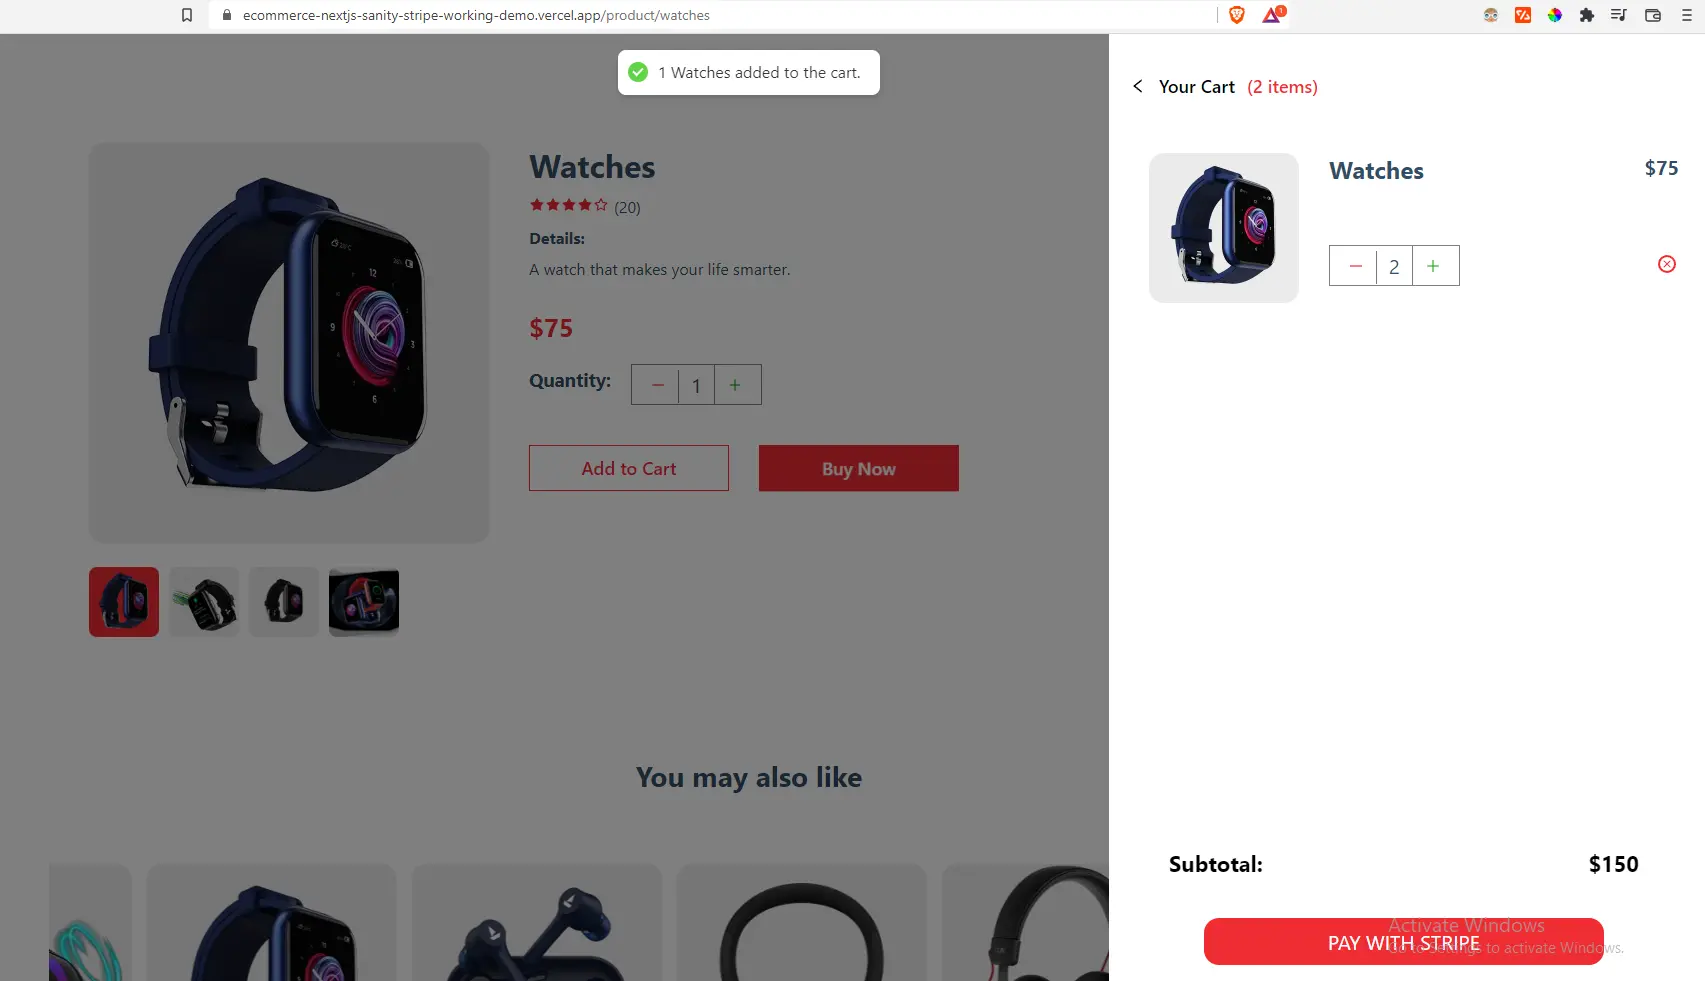 ecommerce-nextjs-sanity-stripe-working-demo.vercel.app/product/watches
1
1 Watches added to the cart.
Your Cart (2 items)
Watches
(20)
Details:
A watch that makes your life smarter.
$75
Quantity: − 1 +
Add to Cart
Buy Now
Watches
$75
− 2 +
You may also like
Subtotal:
$150
PAY WITH STRIPE
Activate Windows
Go to Settings to activate Windows.